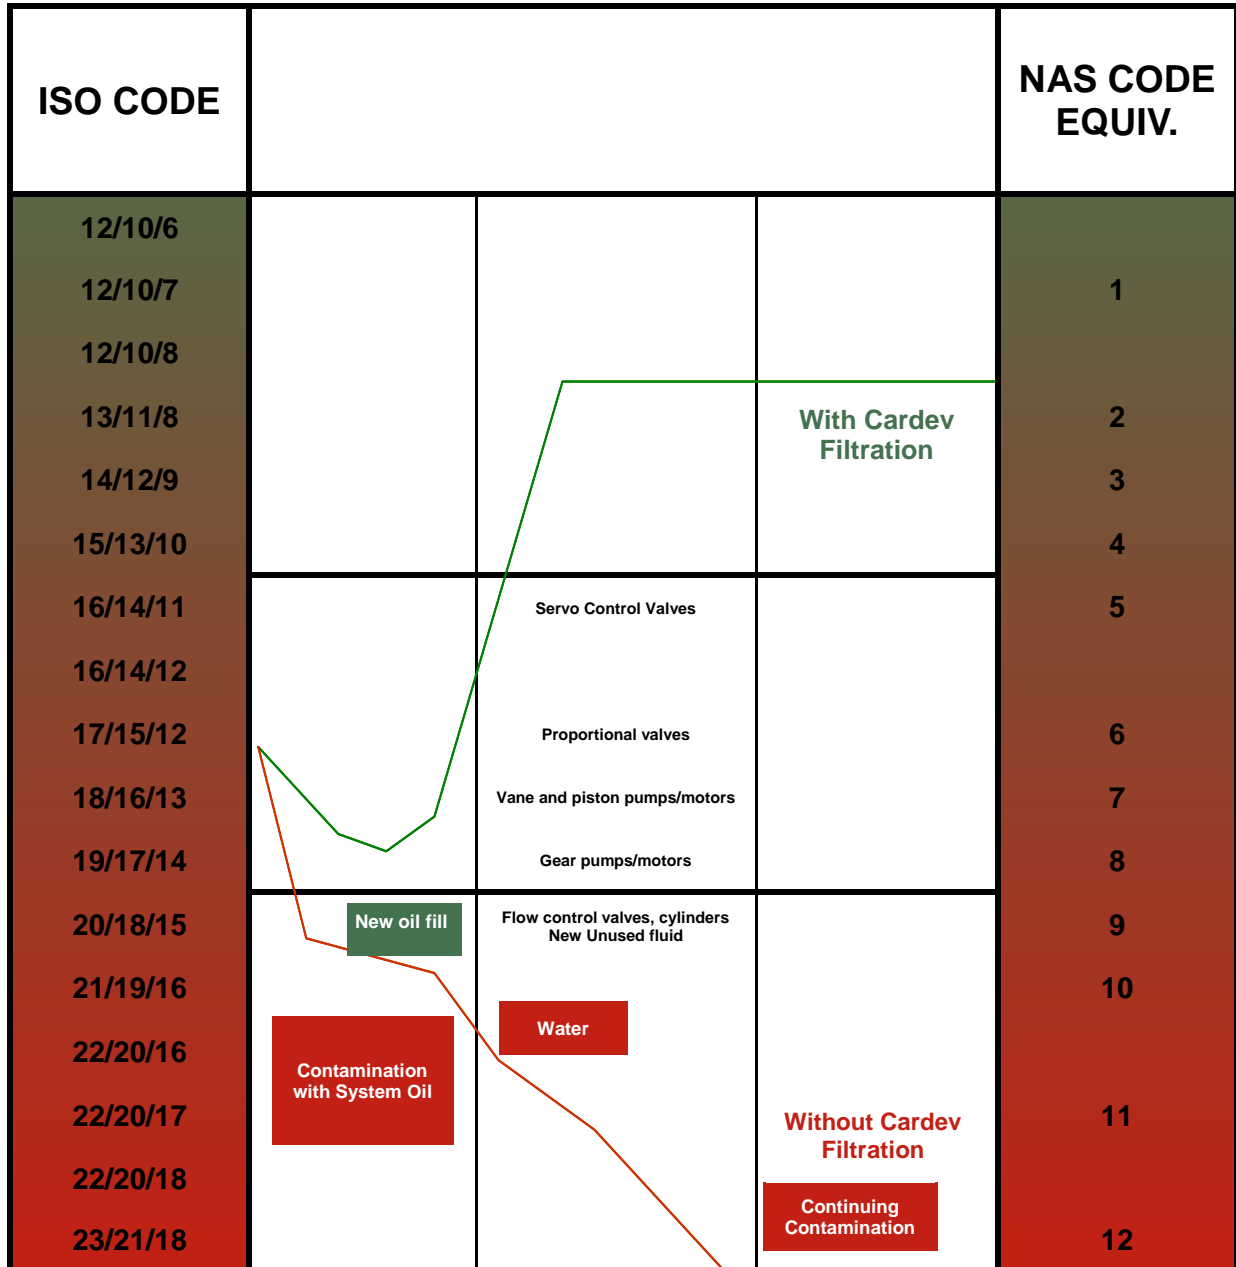 ISO CODE
NAS CODE
EQUIV.
12/10/6
12/10/7
1
12/10/8
13/11/8
With Cardev
Filtration
2
14/12/9
3
15/13/10
4
16/14/11
Servo Control Valves
5
16/14/12
17/15/12
Proportional valves
6
18/16/13
Vane and piston pumps/motors
7
19/17/14
Gear pumps/motors
8
20/18/15
New oil fill
Flow control valves, cylinders
New Unused fluid
9
21/19/16
10
Water
22/20/16
Contamination
with System Oil
22/20/17
Without Cardev
Filtration
11
22/20/18
Continuing
Contamination
23/21/18
12